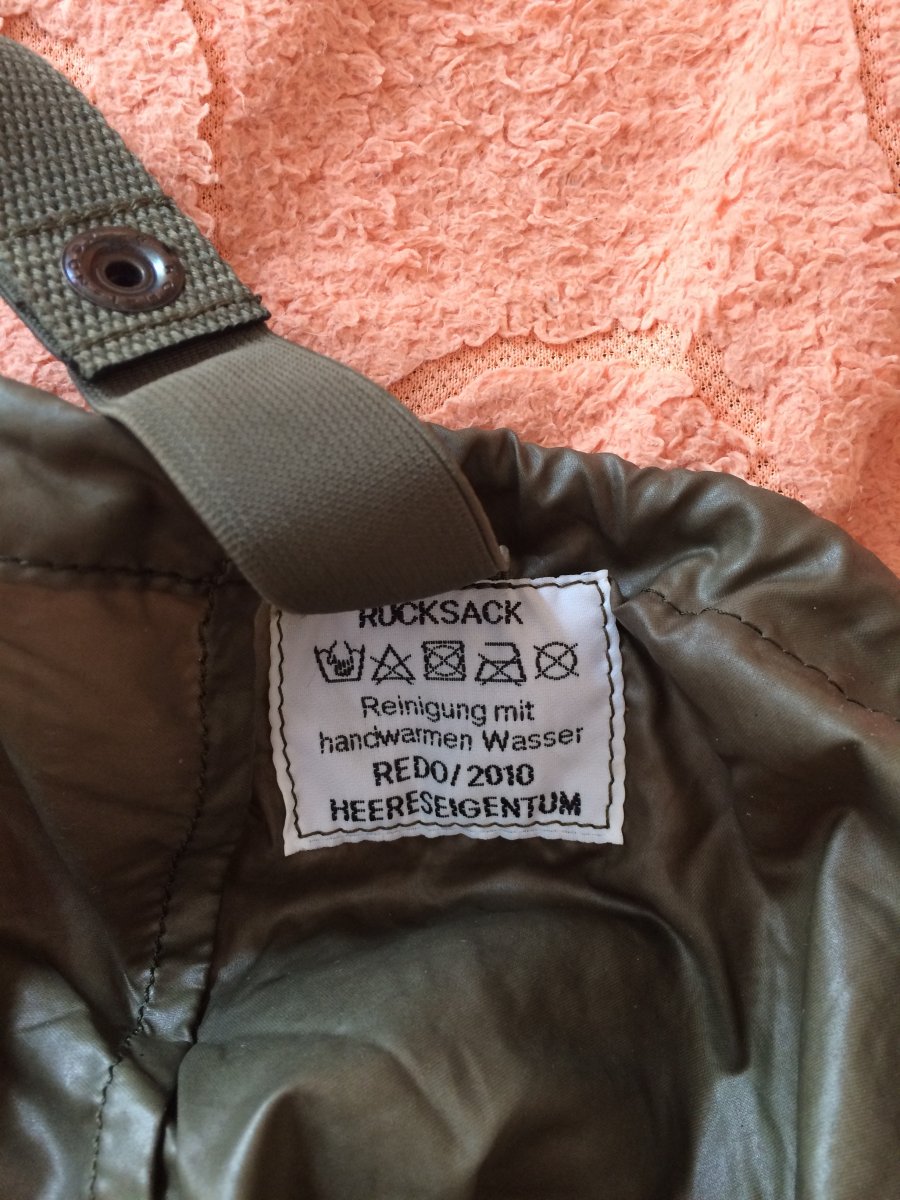 RUCKSACK
Reinigung mit
handwarmen Wasser
REDO/2010
HEERESEIGENTUM